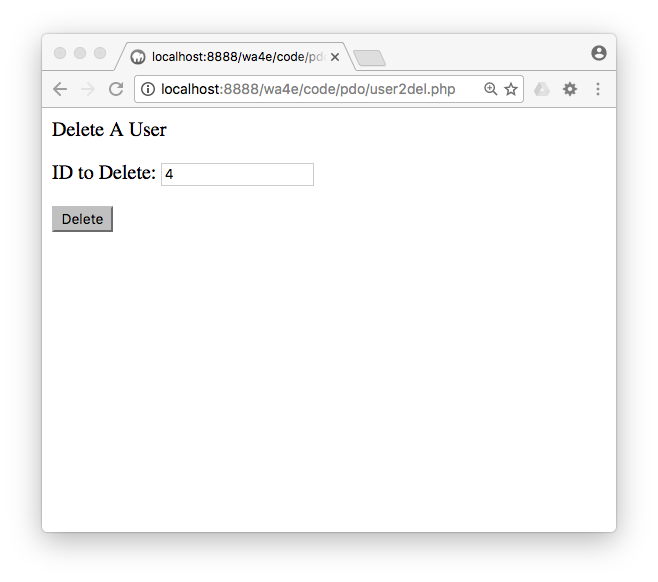 localhost:8888/wa4e/code/pd
localhost:8888/wa4e/code/pdo/user2del.php
Delete A User
ID to Delete: 4
Delete